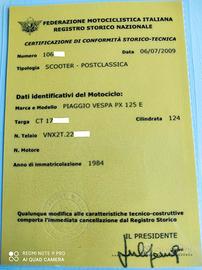 FEDERAZIONE MOTOCICLISTICA ITALIANA
REGISTRO STORICO NAZIONALE
CERTIFICAZIONE DI CONFORMITÀ STORICO-TECNICA
Numero 106 Data 06/07/2009
Tipologia SCOOTER - POSTCLASSICA
Dati identificativi del Motociclo:
Marca e Modello PIAGGIO VESPA PX 125 E
Targa CT 17 Cilindrata 124
N. Telaio VNX2T.22
N. Motore
Anno di immatricolazione 1984
Qualunque modifica alle caratteristiche tecnico-costruttive
comporta l'immediata cancellazione dal Registro Storico
IL PRESIDENTE
REDMI NOTE 9 PRO
AI QUAD CAMERA